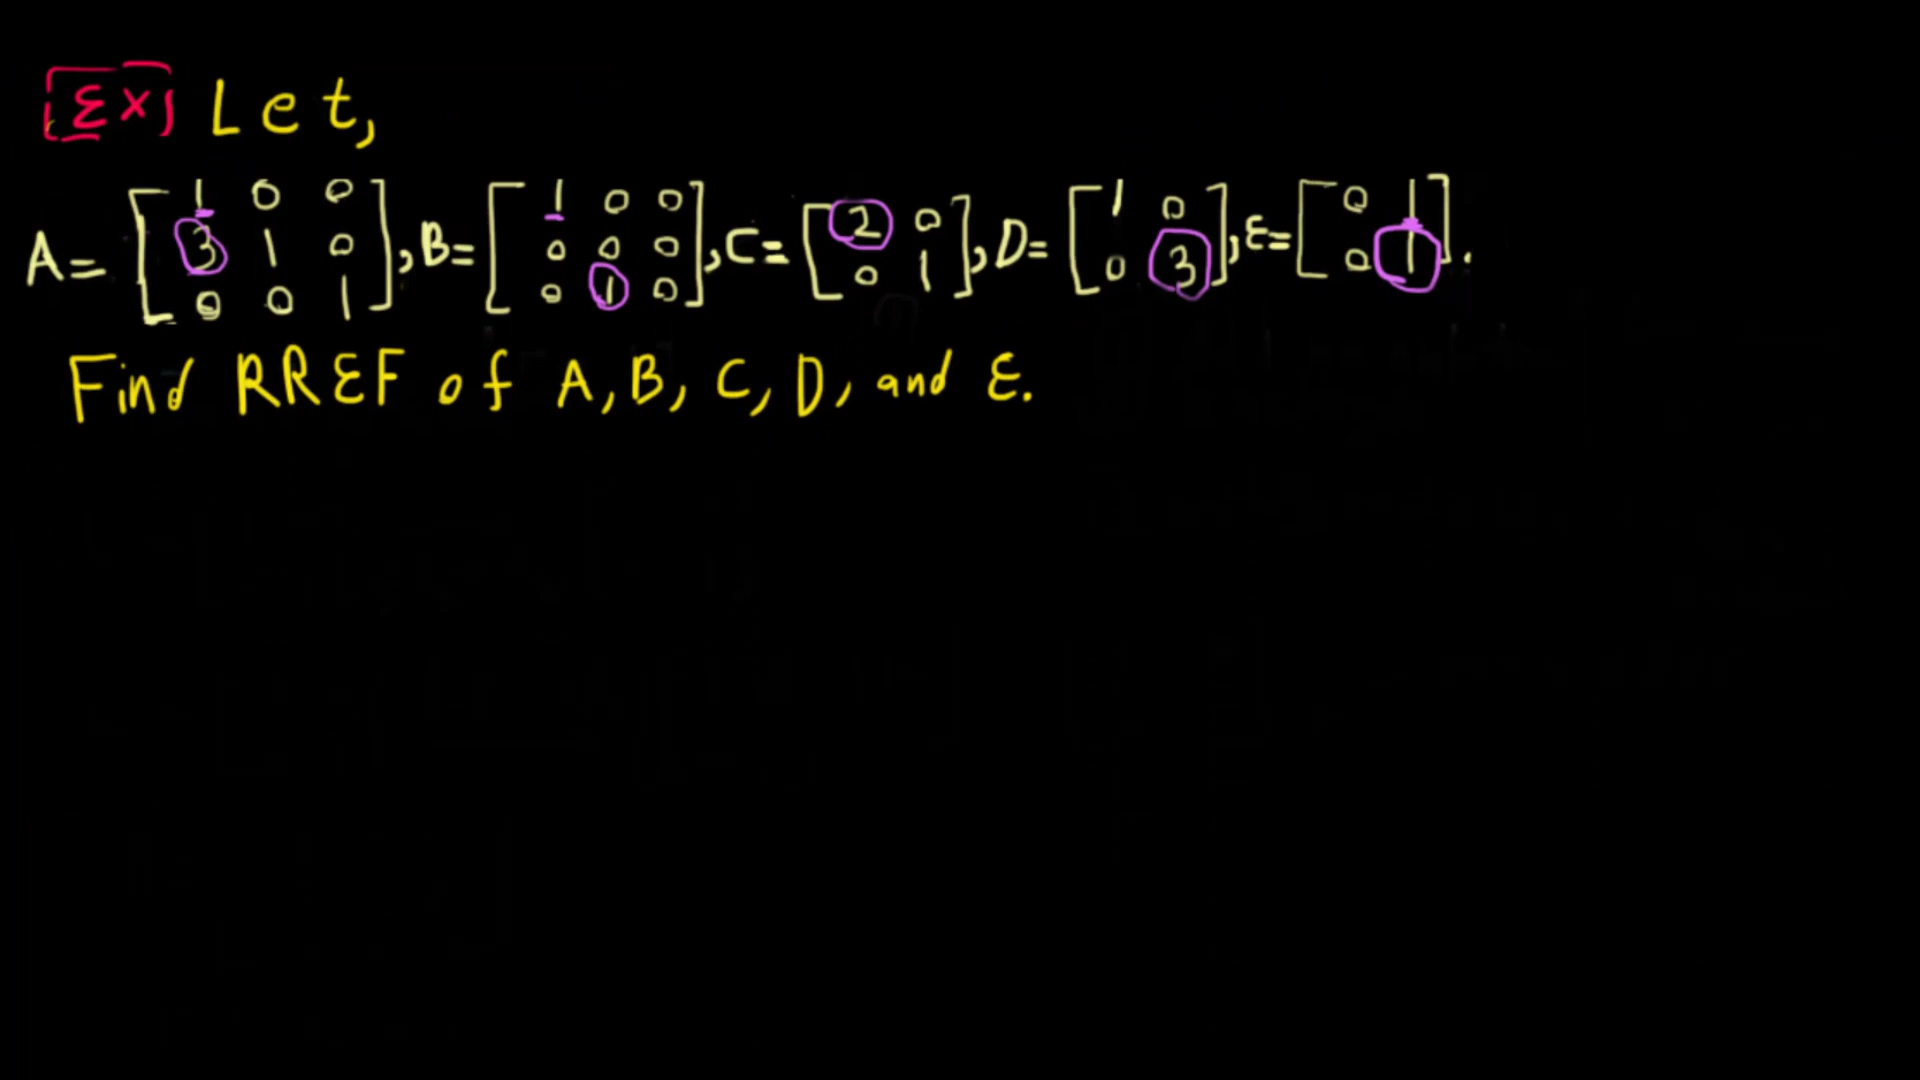 Ex Let,
A = [1 0 0; 3 1 0; 0 0 1], B = [1 0 0; 0 0 0; 0 1 0], C = [2 0; 0 1], D = [1 0; 0 3], E = [0 1; 0 1].
Find RREF of A, B, C, D, and E.